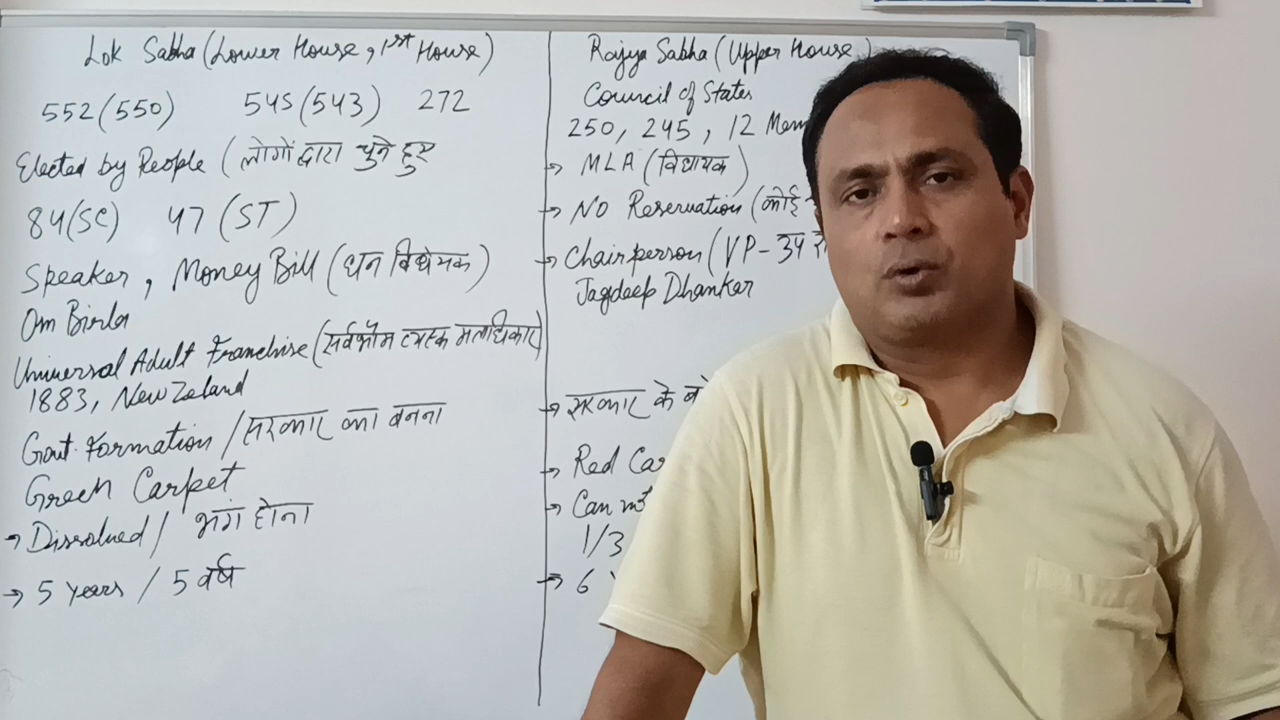 Lok Sabha (Lower House, 1st House)
552 (550) 545 (543) 272
Elected by People (लोगों द्वारा चुने हुए
84 (SC) 47 (ST)
Speaker, Money Bill (धन विधेयक)
Om Birla
Universal Adult Franchise (सर्वभौम व्यस्क मताधिकार)
1883, New Zeland
Govt. Formation / सरकार का बनना
Green Carpet
→ Dissolved / भंग होना
→ 5 years / 5 वर्ष
Rajya Sabha (Upper House)
Council of States
250, 245, 12 Mem
→ MLA (विधायक)
→ NO Reservation (कोई
→ Chairperson (VP - उप
Jagdeep Dhankar
→ सरकार के
→ Red Car
→ Can not
1/3
→ 6